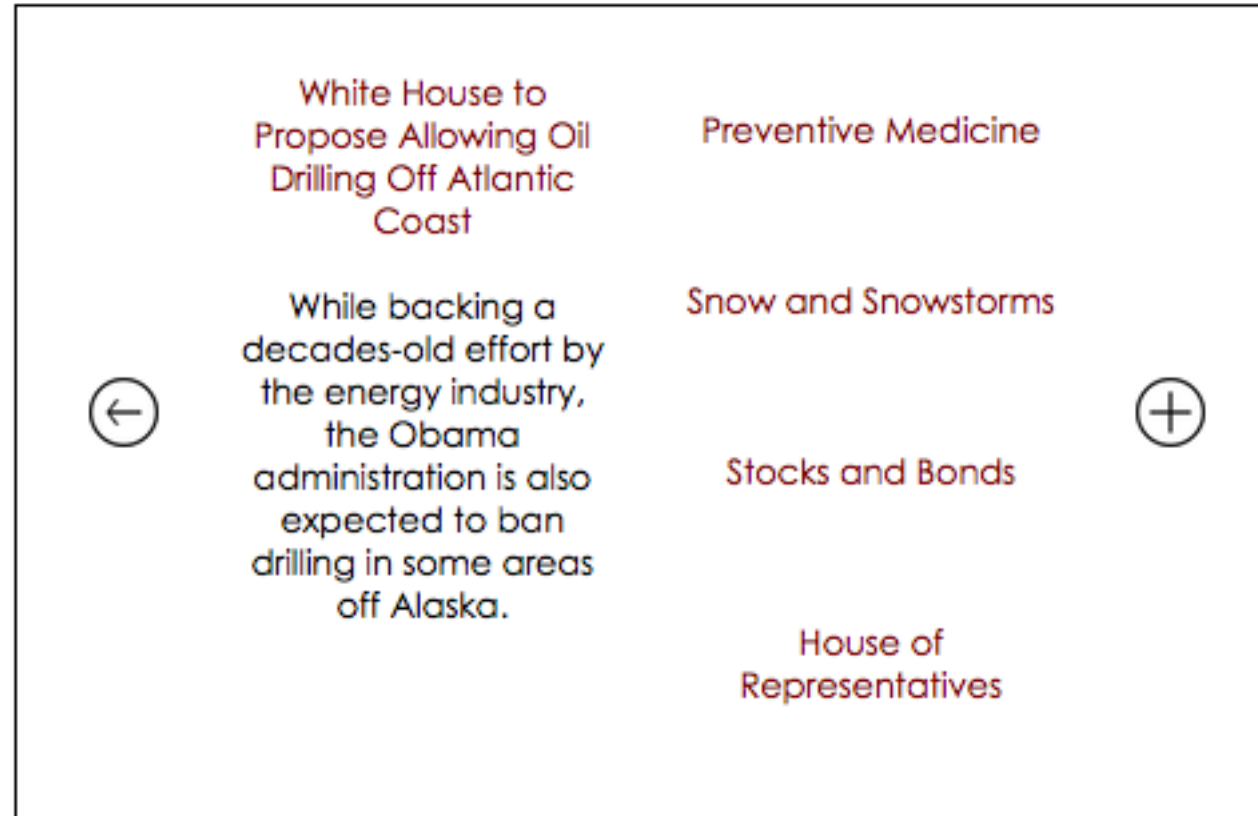 White House to
Propose Allowing Oil
Drilling Off Atlantic
Coast
While backing a
decades-old effort by
the energy industry,
the Obama
administration is also
expected to ban
drilling in some areas
off Alaska.
Preventive Medicine
Snow and Snowstorms
Stocks and Bonds
House of
Representatives